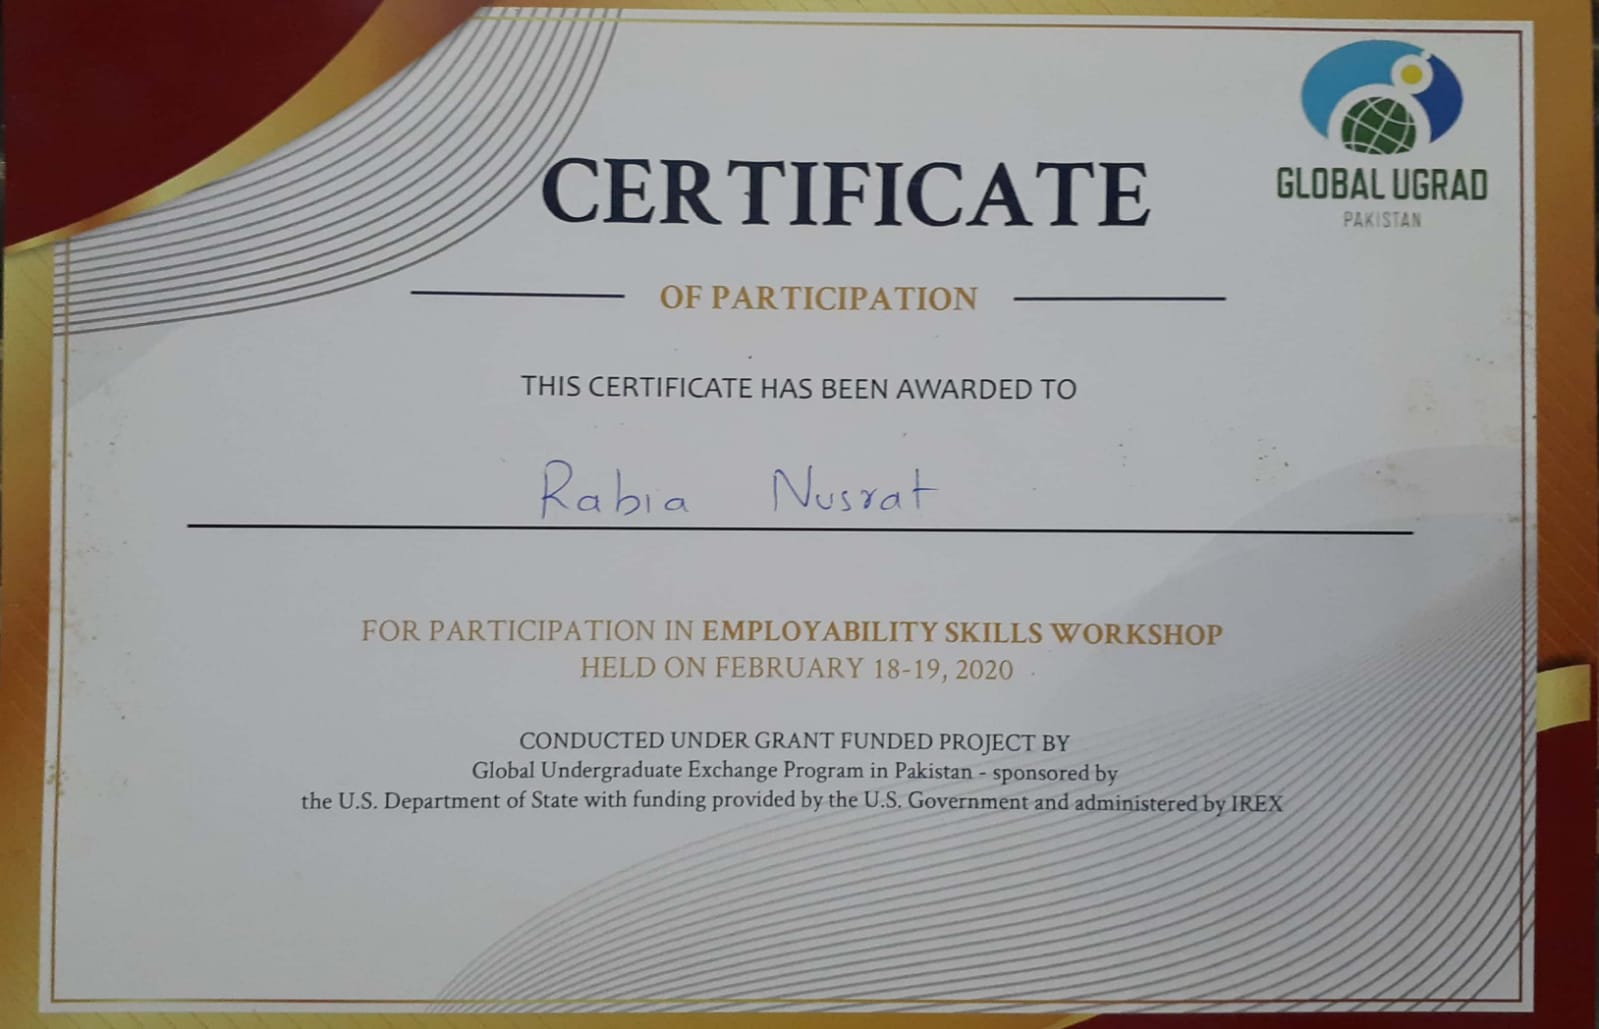 GLOBAL UGRAD
PAKISTAN
CERTIFICATE
OF PARTICIPATION
THIS CERTIFICATE HAS BEEN AWARDED TO
Rabia Nusrat
FOR PARTICIPATION IN EMPLOYABILITY SKILLS WORKSHOP
HELD ON FEBRUARY 18-19, 2020
CONDUCTED UNDER GRANT FUNDED PROJECT BY
Global Undergraduate Exchange Program in Pakistan - sponsored by
the U.S. Department of State with funding provided by the U.S. Government and administered by IREX